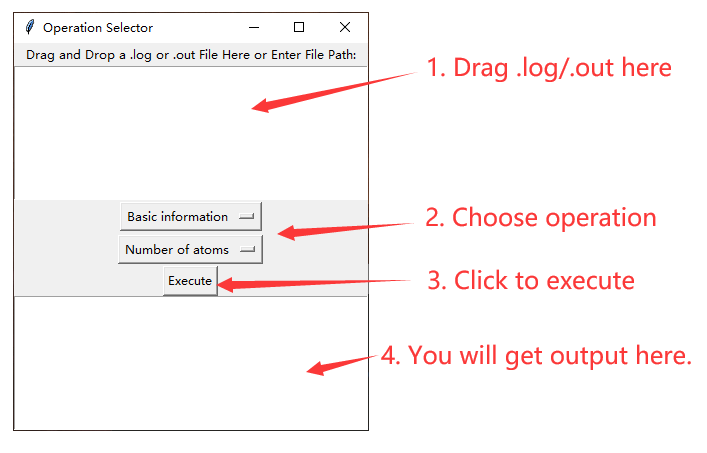 Operation Selector
Drag and Drop a .log or .out File Here or Enter File Path:
1. Drag .log/.out here
Basic information
2. Choose operation
Number of atoms
Execute
3. Click to execute
4. You will get output here.